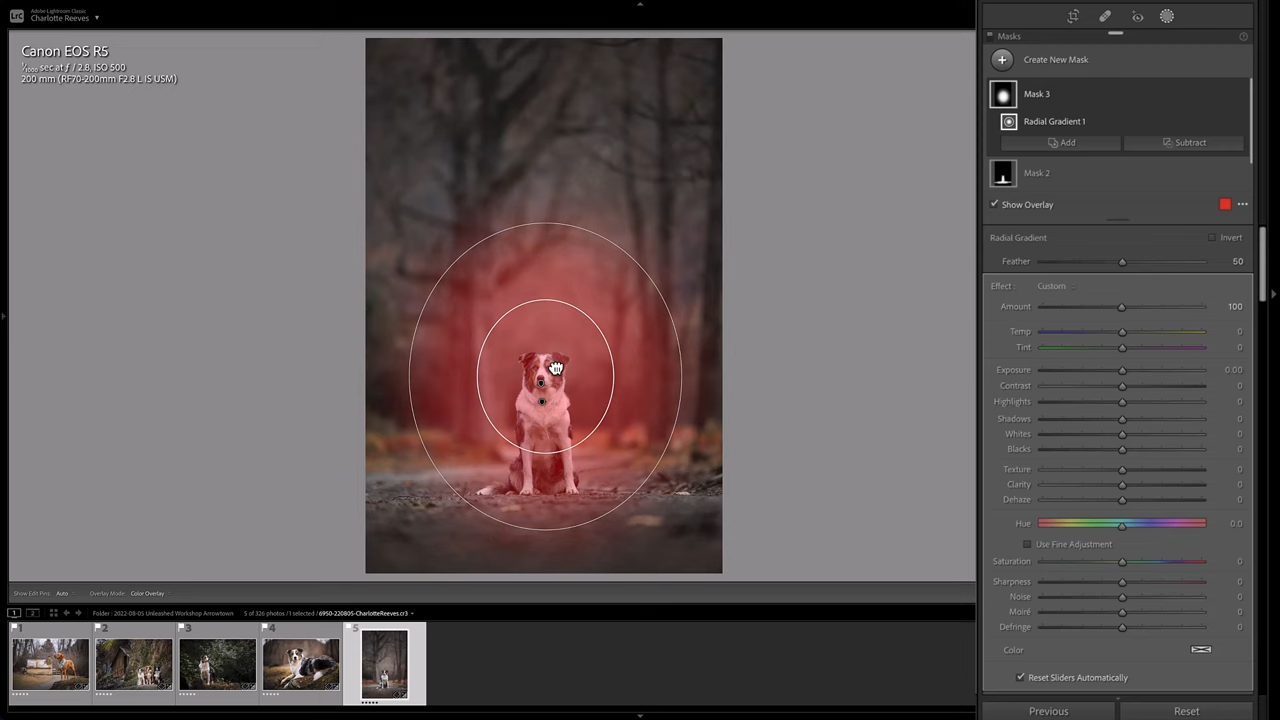 LrC
Adobe Lightroom Classic
Charlotte Reeves
Canon EOS R5
1/1000 sec at ƒ / 2.8, ISO 500
200 mm (RF70-200mm F2.8 L IS USM)
Masks
Create New Mask
Mask 3
Radial Gradient 1
Add Subtract
Mask 2
Show Overlay
Radial Gradient Invert
Feather 50
Effect : Custom
Amount 100
Temp 0
Tint 0
Exposure 0.00
Contrast 0
Highlights 0
Shadows 0
Whites 0
Blacks 0
Texture 0
Clarity 0
Dehaze 0
Hue 0.0
Use Fine Adjustment
Saturation 0
Sharpness 0
Noise 0
Moiré 0
Defringe 0
Color
Reset Sliders Automatically
Previous Reset
Show Edit Pins: Auto Overlay Mode: Color Overlay
1 2 Folder : 2022-08-05 Unleashed Workshop Arrowtown 5 of 326 photos / 1 selected / 6950-220805-CharlotteReeves.cr3
1 2 3 4 5